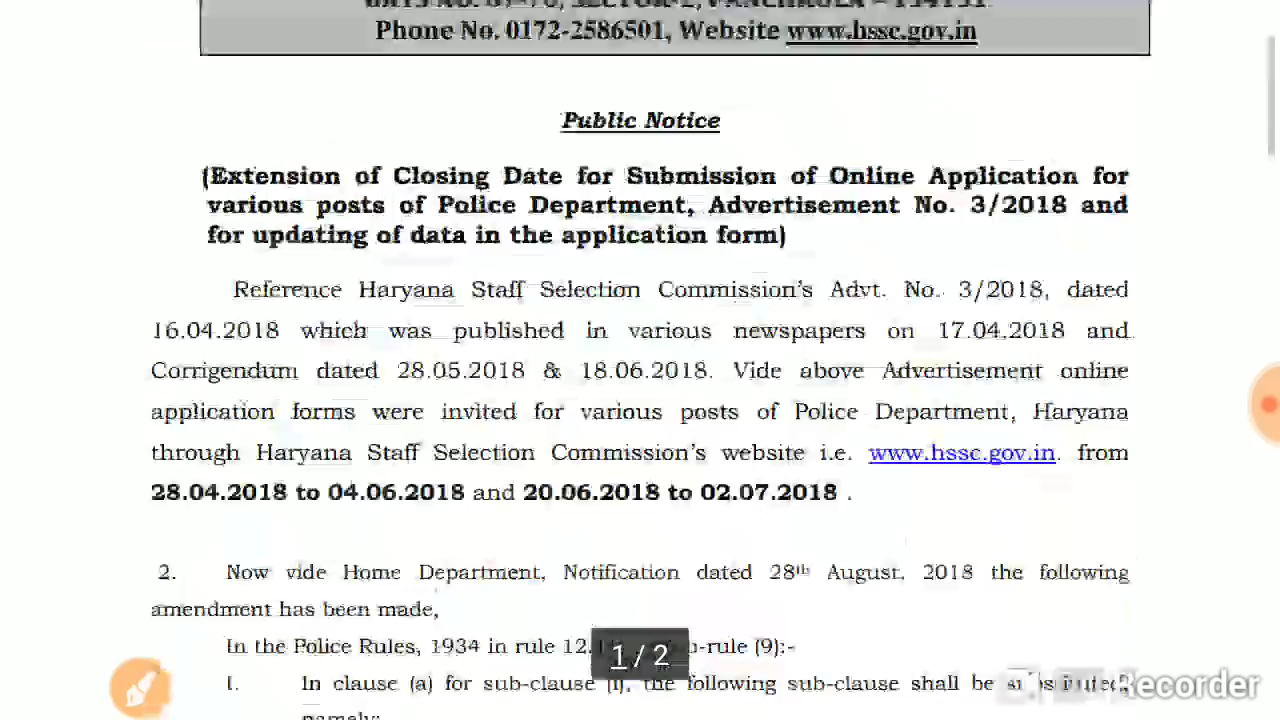 Phone No. 0172-2586501, Website www.hssc.gov.in
Public Notice
(Extension of Closing Date for Submission of Online Application for
various posts of Police Department, Advertisement No. 3/2018 and
for updating of data in the application form)
Reference Haryana Staff Selection Commission's Advt. No. 3/2018, dated
16.04.2018 which was published in various newspapers on 17.04.2018 and
Corrigendum dated 28.05.2018 & 18.06.2018. Vide above Advertisement online
application forms were invited for various posts of Police Department, Haryana
through Haryana Staff Selection Commission's website i.e. www.hssc.gov.in. from
28.04.2018 to 04.06.2018 and 20.06.2018 to 02.07.2018 .
2. Now vide Home Department, Notification dated 28th August, 2018 the following
amendment has been made,
In the Police Rules, 1934 in rule 12. -rule (9):-
1/2
I. In clause (a) for sub-clause (i), the following sub-clause shall be substituted,
namely:
Recorder